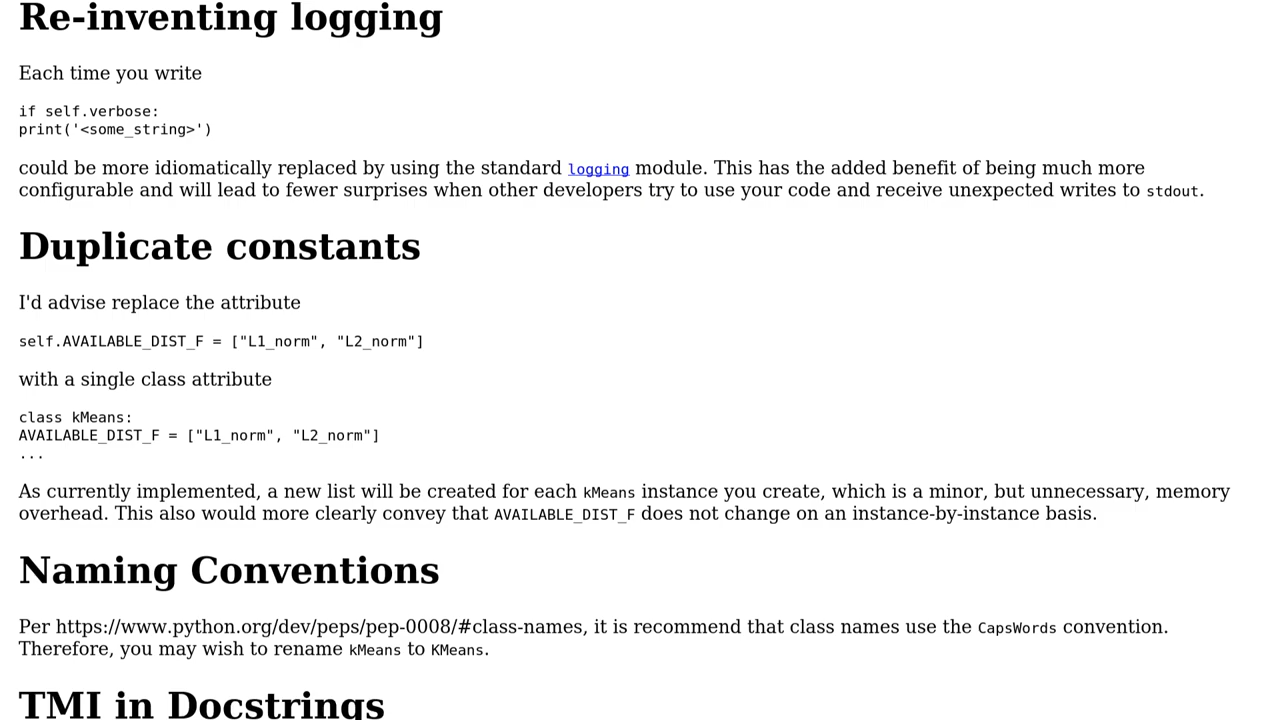 Re-inventing logging
Each time you write
if self.verbose:
print('<some_string>')
could be more idiomatically replaced by using the standard logging module. This has the added benefit of being much more
configurable and will lead to fewer surprises when other developers try to use your code and receive unexpected writes to stdout.
Duplicate constants
I'd advise replace the attribute
self.AVAILABLE_DIST_F = ["L1_norm", "L2_norm"]
with a single class attribute
class kMeans:
AVAILABLE_DIST_F = ["L1_norm", "L2_norm"]
...
As currently implemented, a new list will be created for each kMeans instance you create, which is a minor, but unnecessary, memory
overhead. This also would more clearly convey that AVAILABLE_DIST_F does not change on an instance-by-instance basis.
Naming Conventions
Per https://www.python.org/dev/peps/pep-0008/#class-names, it is recommend that class names use the CapsWords convention.
Therefore, you may wish to rename kMeans to KMeans.
TMI in Docstrings